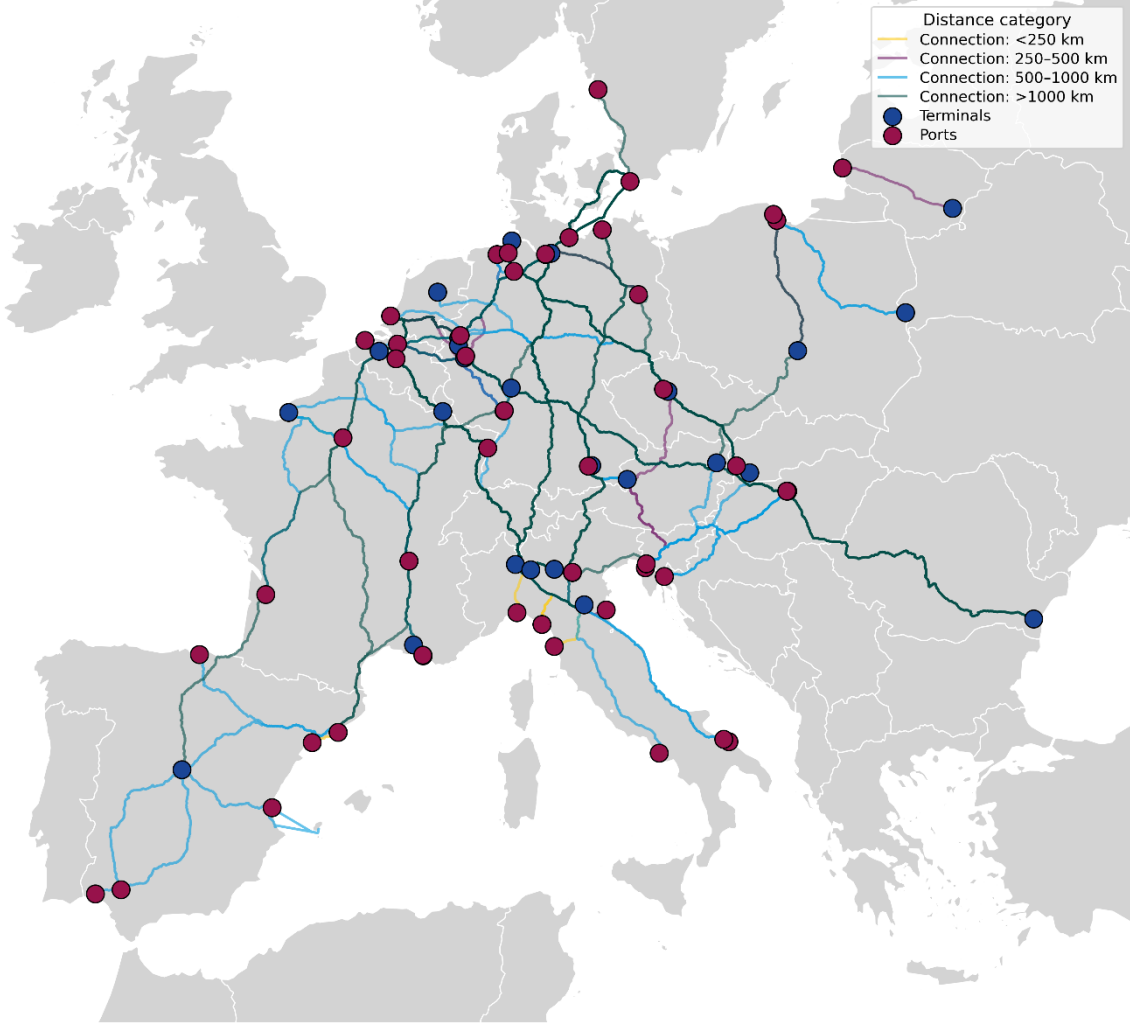 Distance category
Connection: <250 km
Connection: 250–500 km
Connection: 500–1000 km
Connection: >1000 km
Terminals
Ports